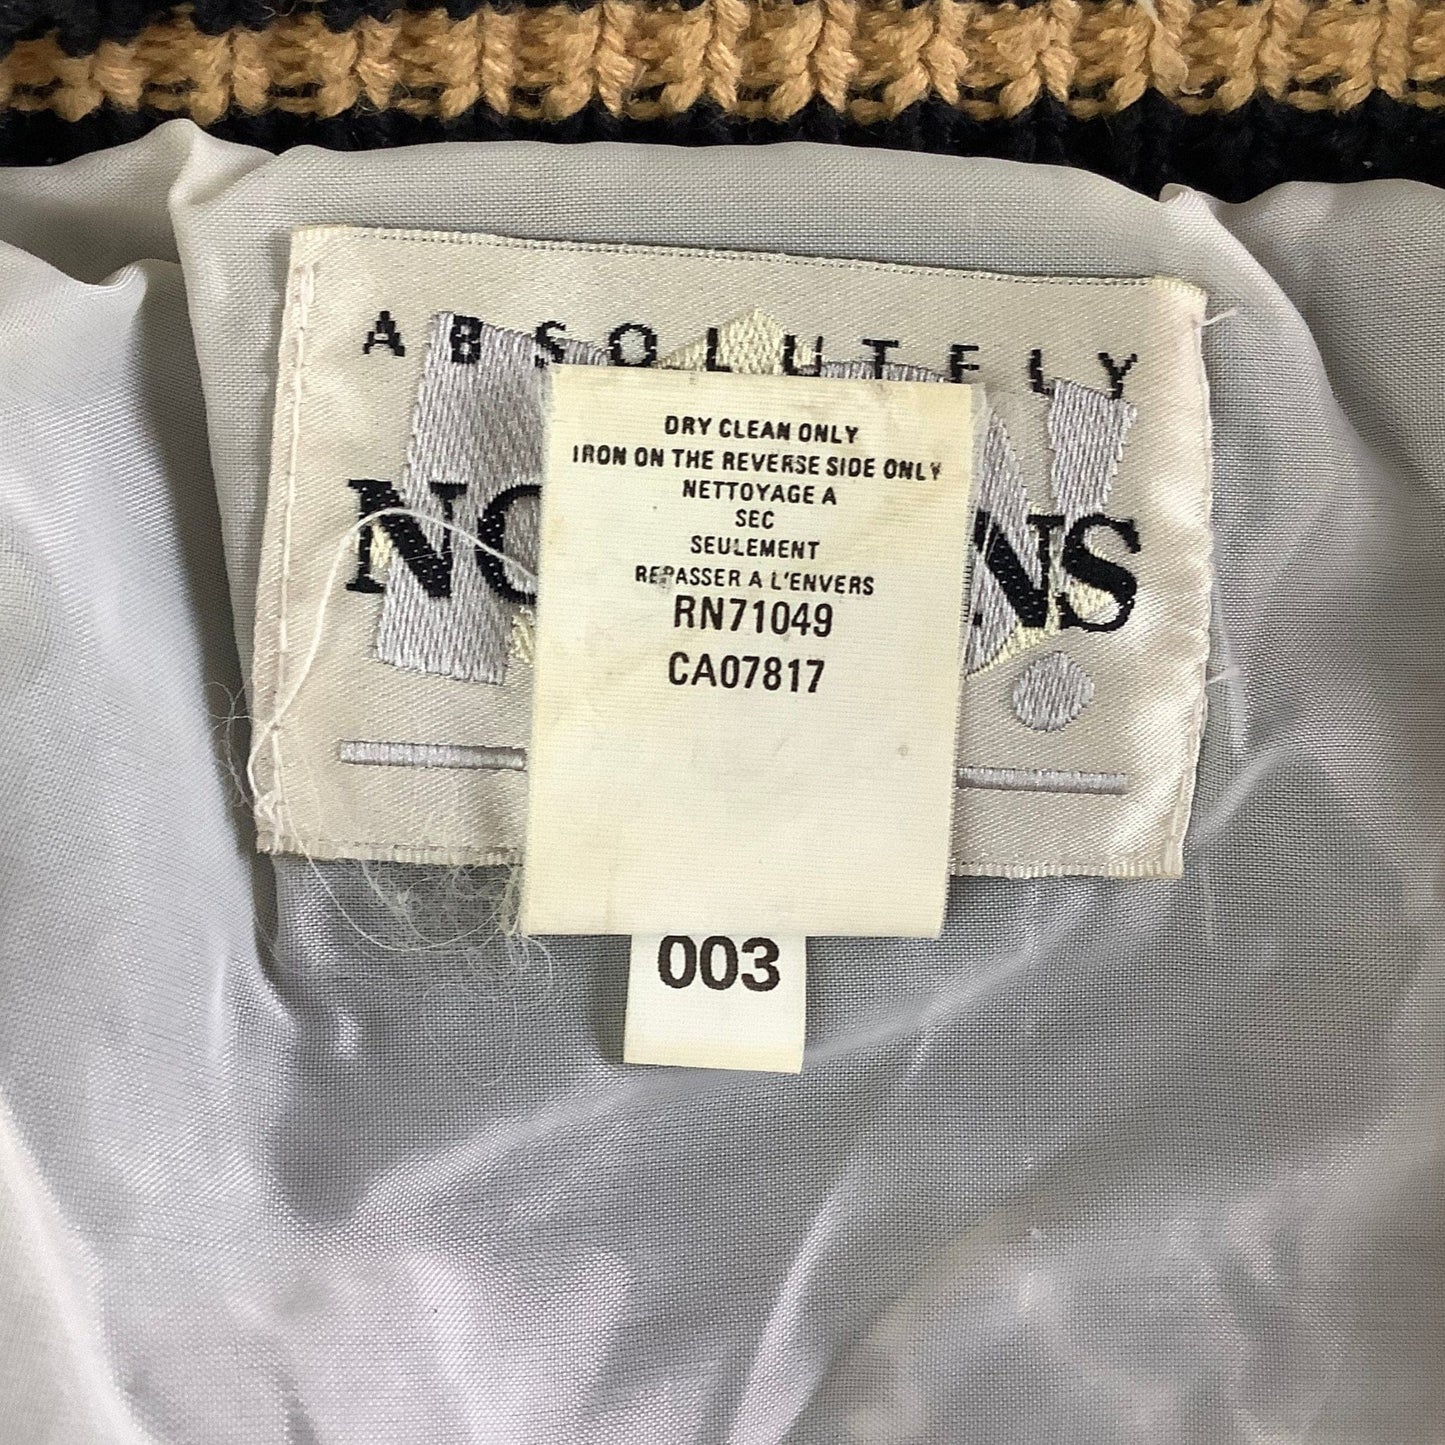 ABSOLUTELY
DRY CLEAN ONLY
IRON ON THE REVERSE SIDE ONLY
NETTOYAGE A
SEC
SEULEMENT
REPASSER A L'ENVERS
RN71049
CA07817
003